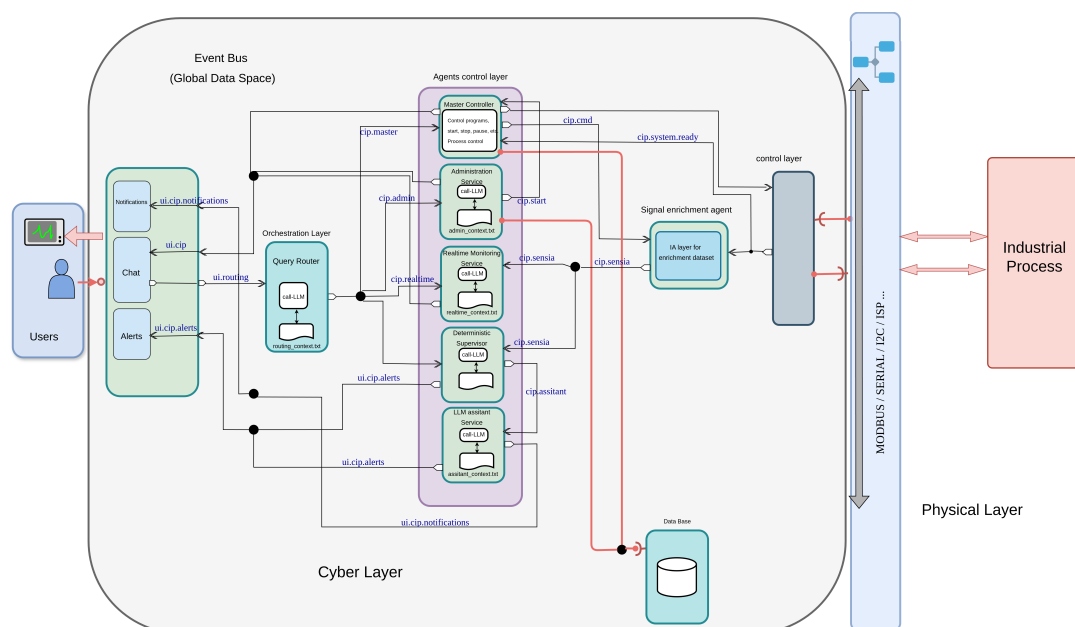 Event Bus
(Global Data Space)
Agents control layer
Master Controller
Control programs,
start, stop, pause, etc
Process control
cip.master
cip.cmd
cip.system.ready
control layer
Administration
Service
call-LLM
admin_context.txt
cip.admin
cip.start
Signal enrichment agent
IA layer for
enrichment dataset
Notifications
ui.cip.notifications
Chat
ui.cip
ui.routing
Alerts
ui.cip.alerts
Users
Orchestration Layer
Query Router
call-LLM
routing_context.txt
Realtime Monitoring
Service
call-LLM
realtime_context.txt
cip.realtime
cip.sensia
cip.sensia
Deterministic
Supervisor
call-LLM
cip.sensia
ui.cip.alerts
cip.assitant
LLM assitant
Service
call-LLM
assitant_context.txt
ui.cip.alerts
ui.cip.notifications
Data Base
Cyber Layer
MODBUS / SERIAL / I2C / ISP ...
Industrial
Process
Physical Layer